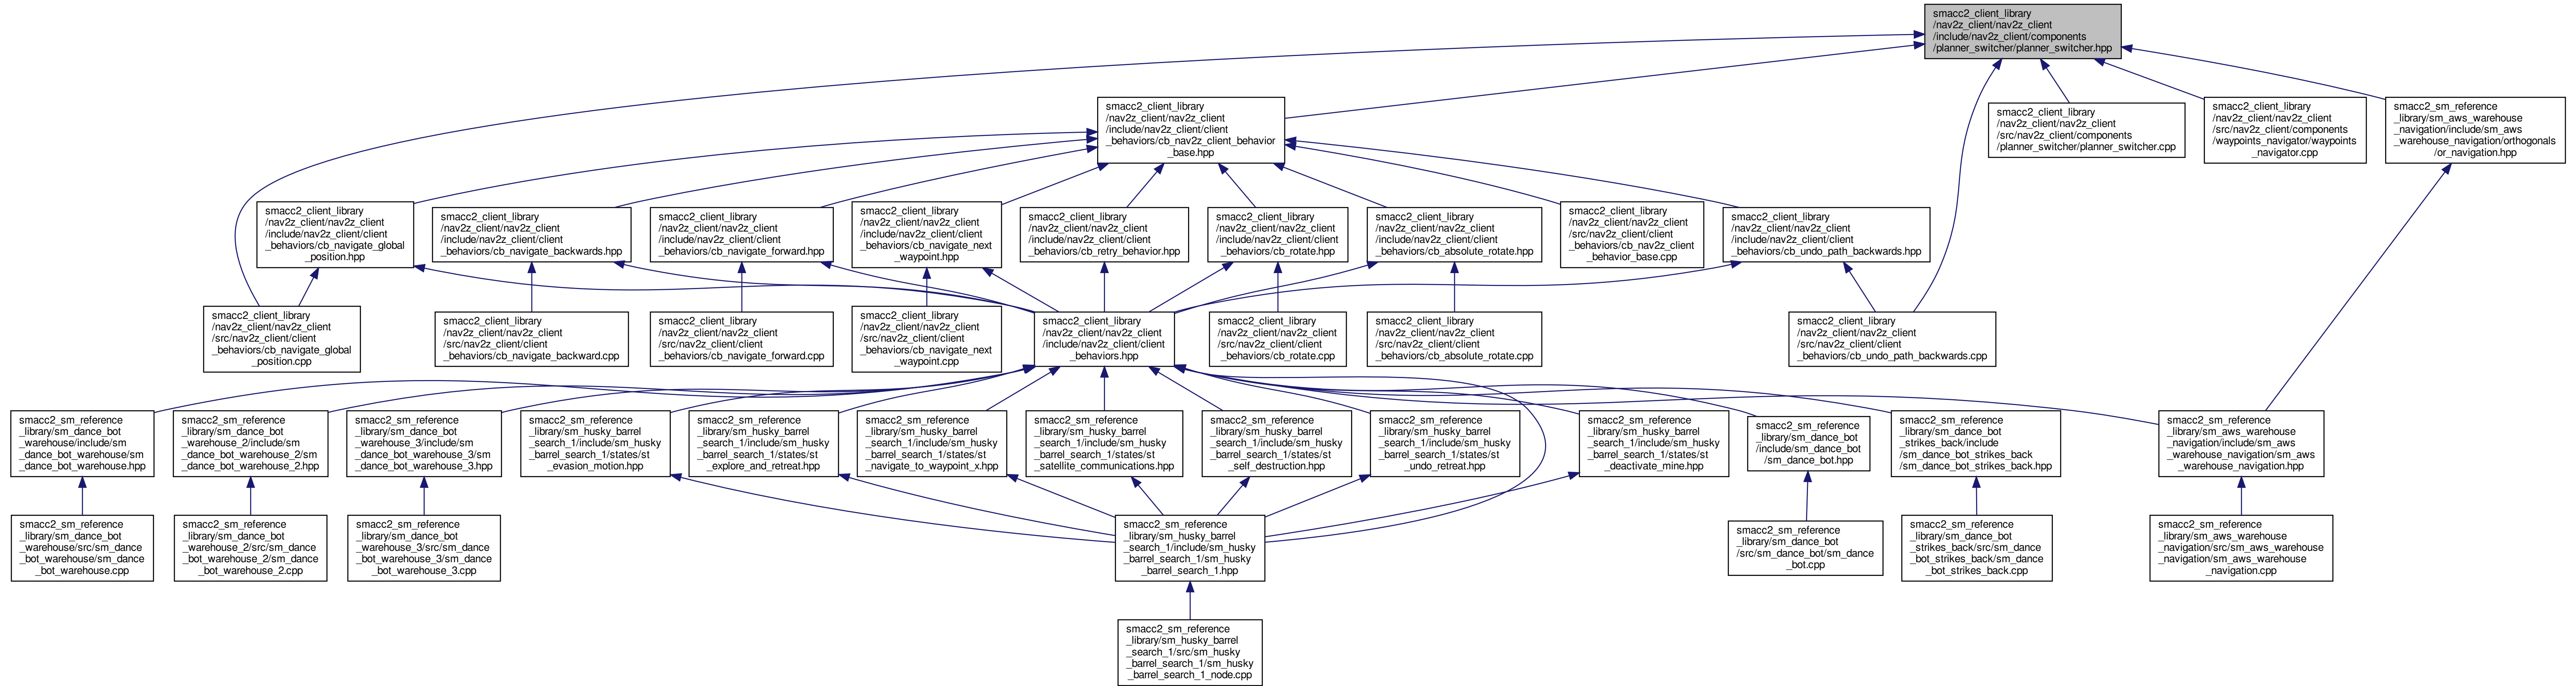 smacc2_client_library
/nav2z_client/nav2z_client
/include/nav2z_client/components
/planner_switcher/planner_switcher.hpp
smacc2_client_library
/nav2z_client/nav2z_client
/include/nav2z_client/client
_behaviors/cb_nav2z_client_behavior
_base.hpp
smacc2_client_library
/nav2z_client/nav2z_client
/src/nav2z_client/components
/planner_switcher/planner_switcher.cpp
smacc2_client_library
/nav2z_client/nav2z_client
/src/nav2z_client/components
/waypoints_navigator/waypoints
_navigator.cpp
smacc2_sm_reference
_library/sm_aws_warehouse
_navigation/include/sm_aws
_warehouse_navigation/orthogonals
/or_navigation.hpp
smacc2_client_library
/nav2z_client/nav2z_client
/include/nav2z_client/client
_behaviors/cb_navigate_global
_position.hpp
smacc2_client_library
/nav2z_client/nav2z_client
/include/nav2z_client/client
_behaviors/cb_navigate_backwards.hpp
smacc2_client_library
/nav2z_client/nav2z_client
/include/nav2z_client/client
_behaviors/cb_navigate_forward.hpp
smacc2_client_library
/nav2z_client/nav2z_client
/include/nav2z_client/client
_behaviors/cb_navigate_next
_waypoint.hpp
smacc2_client_library
/nav2z_client/nav2z_client
/include/nav2z_client/client
_behaviors/cb_retry_behavior.hpp
smacc2_client_library
/nav2z_client/nav2z_client
/include/nav2z_client/client
_behaviors/cb_rotate.hpp
smacc2_client_library
/nav2z_client/nav2z_client
/include/nav2z_client/client
_behaviors/cb_absolute_rotate.hpp
smacc2_client_library
/nav2z_client/nav2z_client
/src/nav2z_client/client
_behaviors/cb_nav2z_client
_behavior_base.cpp
smacc2_client_library
/nav2z_client/nav2z_client
/include/nav2z_client/client
_behaviors/cb_undo_path_backwards.hpp
smacc2_client_library
/nav2z_client/nav2z_client
/src/nav2z_client/client
_behaviors/cb_navigate_global
_position.cpp
smacc2_client_library
/nav2z_client/nav2z_client
/src/nav2z_client/client
_behaviors/cb_navigate_backward.cpp
smacc2_client_library
/nav2z_client/nav2z_client
/src/nav2z_client/client
_behaviors/cb_navigate_forward.cpp
smacc2_client_library
/nav2z_client/nav2z_client
/src/nav2z_client/client
_behaviors/cb_navigate_next
_waypoint.cpp
smacc2_client_library
/nav2z_client/nav2z_client
/include/nav2z_client/client
_behaviors.hpp
smacc2_client_library
/nav2z_client/nav2z_client
/src/nav2z_client/client
_behaviors/cb_rotate.cpp
smacc2_client_library
/nav2z_client/nav2z_client
/src/nav2z_client/client
_behaviors/cb_absolute_rotate.cpp
smacc2_client_library
/nav2z_client/nav2z_client
/src/nav2z_client/client
_behaviors/cb_undo_path_backwards.cpp
smacc2_sm_reference
_library/sm_dance_bot
_warehouse/include/sm
_dance_bot_warehouse/sm
_dance_bot_warehouse.hpp
smacc2_sm_reference
_library/sm_dance_bot
_warehouse_2/include/sm
_dance_bot_warehouse_2/sm
_dance_bot_warehouse_2.hpp
smacc2_sm_reference
_library/sm_dance_bot
_warehouse_3/include/sm
_dance_bot_warehouse_3/sm
_dance_bot_warehouse_3.hpp
smacc2_sm_reference
_library/sm_husky_barrel
_search_1/include/sm_husky
_barrel_search_1/states/st
_evasion_motion.hpp
smacc2_sm_reference
_library/sm_husky_barrel
_search_1/include/sm_husky
_barrel_search_1/states/st
_explore_and_retreat.hpp
smacc2_sm_reference
_library/sm_husky_barrel
_search_1/include/sm_husky
_barrel_search_1/states/st
_navigate_to_waypoint_x.hpp
smacc2_sm_reference
_library/sm_husky_barrel
_search_1/include/sm_husky
_barrel_search_1/states/st
_satellite_communications.hpp
smacc2_sm_reference
_library/sm_husky_barrel
_search_1/include/sm_husky
_barrel_search_1/states/st
_self_destruction.hpp
smacc2_sm_reference
_library/sm_husky_barrel
_search_1/include/sm_husky
_barrel_search_1/states/st
_undo_retreat.hpp
smacc2_sm_reference
_library/sm_husky_barrel
_search_1/include/sm_husky
_barrel_search_1/states/st
_deactivate_mine.hpp
smacc2_sm_reference
_library/sm_dance_bot
/include/sm_dance_bot
/sm_dance_bot.hpp
smacc2_sm_reference
_library/sm_dance_bot
_strikes_back/include
/sm_dance_bot_strikes_back
/sm_dance_bot_strikes_back.hpp
smacc2_sm_reference
_library/sm_aws_warehouse
_navigation/include/sm_aws
_warehouse_navigation/sm_aws
_warehouse_navigation.hpp
smacc2_sm_reference
_library/sm_dance_bot
_warehouse/src/sm_dance
_bot_warehouse/sm_dance
_bot_warehouse.cpp
smacc2_sm_reference
_library/sm_dance_bot
_warehouse_2/src/sm_dance
_bot_warehouse_2/sm_dance
_bot_warehouse_2.cpp
smacc2_sm_reference
_library/sm_dance_bot
_warehouse_3/src/sm_dance
_bot_warehouse_3/sm_dance
_bot_warehouse_3.cpp
smacc2_sm_reference
_library/sm_husky_barrel
_search_1/include/sm_husky
_barrel_search_1/sm_husky
_barrel_search_1.hpp
smacc2_sm_reference
_library/sm_dance_bot
/src/sm_dance_bot/sm_dance
_bot.cpp
smacc2_sm_reference
_library/sm_dance_bot
_strikes_back/src/sm_dance
_bot_strikes_back/sm_dance
_bot_strikes_back.cpp
smacc2_sm_reference
_library/sm_aws_warehouse
_navigation/src/sm_aws_warehouse
_navigation/sm_aws_warehouse
_navigation.cpp
smacc2_sm_reference
_library/sm_husky_barrel
_search_1/src/sm_husky
_barrel_search_1/sm_husky
_barrel_search_1_node.cpp